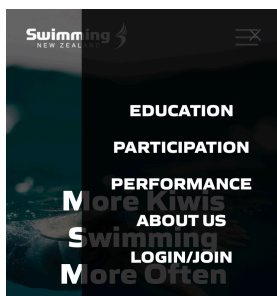 Swimming
NEW ZEALAND
EDUCATION
PARTICIPATION
PERFORMANCE
ABOUT US
LOGIN/JOIN
More Kiwis
Swimming
More Often